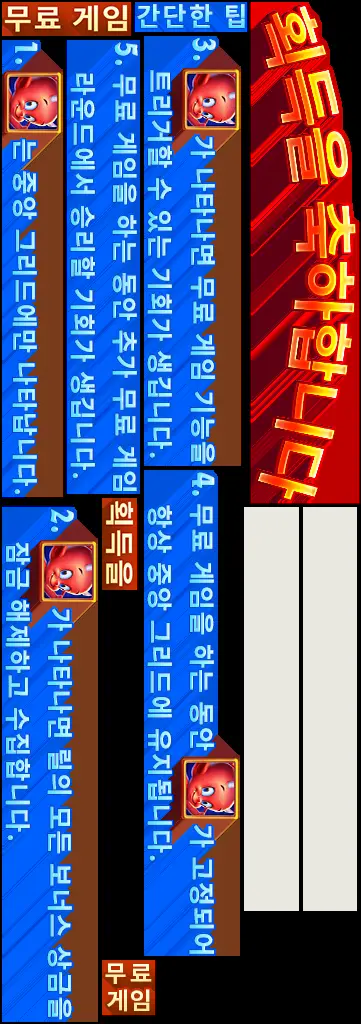 무료 게임
간단한 팁
1. 는 중앙 그리드에만 나타납니다.
5. 무료 게임을 하는 동안 추가 무료 게임
라운드에서 승리할 기회가 생깁니다.
3. 가 나타나면 무료 게임 기능을
트리거할 수 있는 기회가 생깁니다.
획득을 축하합니다
2. 가 나타나면 릴의 모든 보너스 상금을
잠금 해제하고 수집합니다.
획득을
4. 무료 게임을 하는 동안 가 고정되어
항상 중앙 그리드에 유지됩니다.
무료
게임